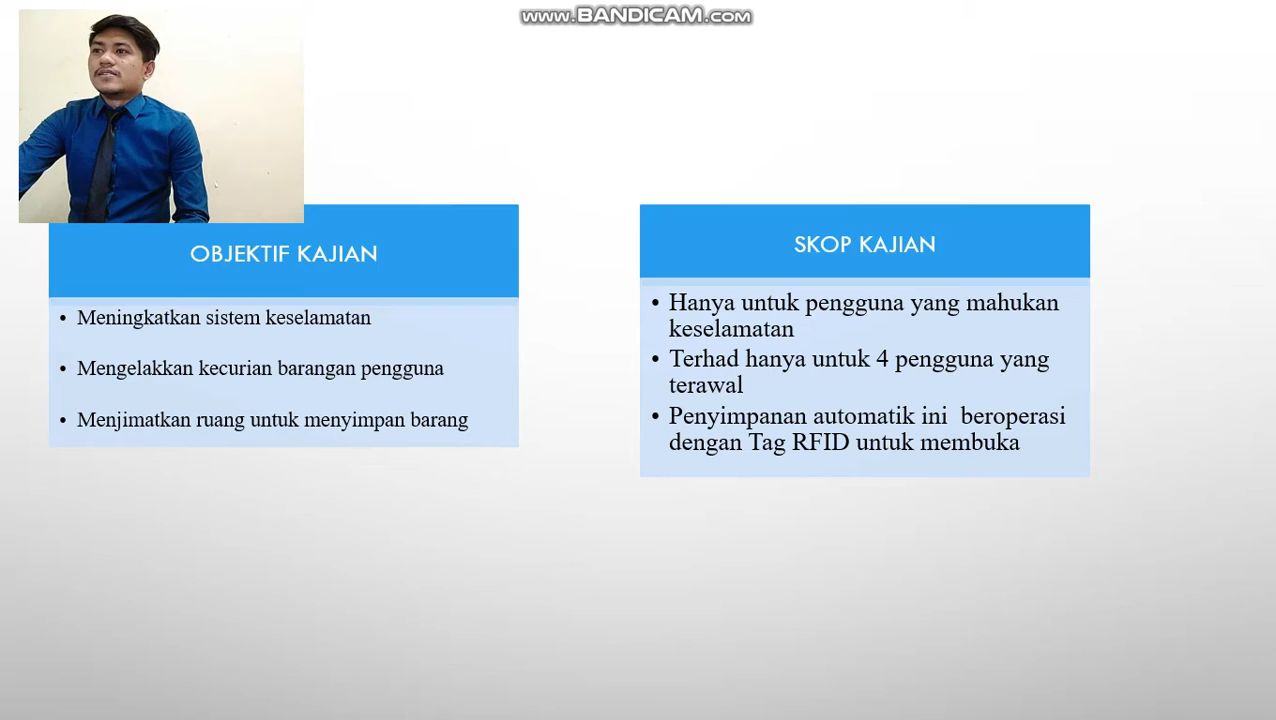 www.BANDICAM.com
OBJEKTIF KAJIAN
• Meningkatkan sistem keselamatan
• Mengelakkan kecurian barangan pengguna
• Menjimatkan ruang untuk menyimpan barang
SKOP KAJIAN
• Hanya untuk pengguna yang mahukan
keselamatan
• Terhad hanya untuk 4 pengguna yang
terawal
• Penyimpanan automatik ini  beroperasi
dengan Tag RFID untuk membuka